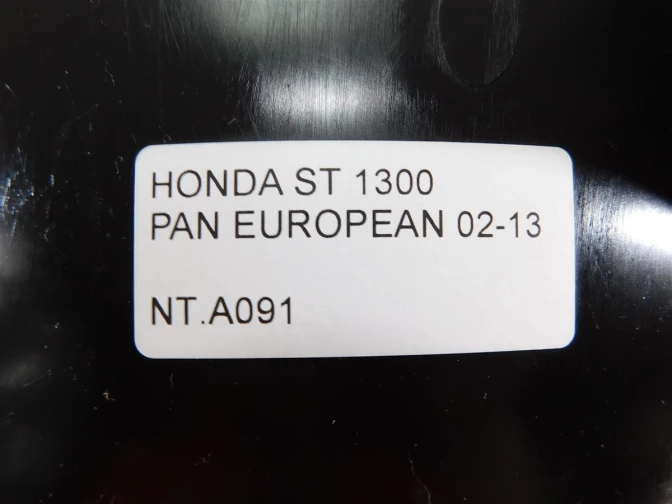 HONDA ST 1300
PAN EUROPEAN 02-13
NT.A091